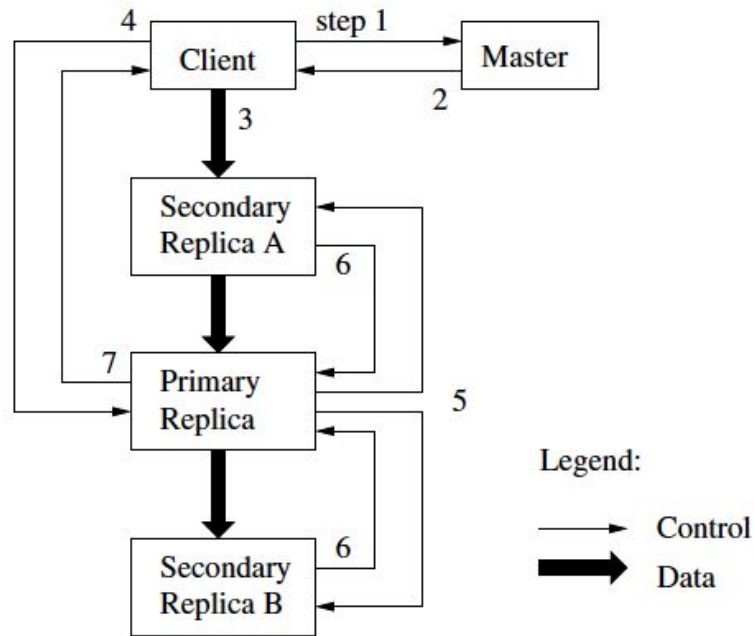 4
step 1
Client
Master
2
3
Secondary
Replica A
6
7
Primary
Replica
5
Legend:
Control
6
Secondary
Replica B
Data